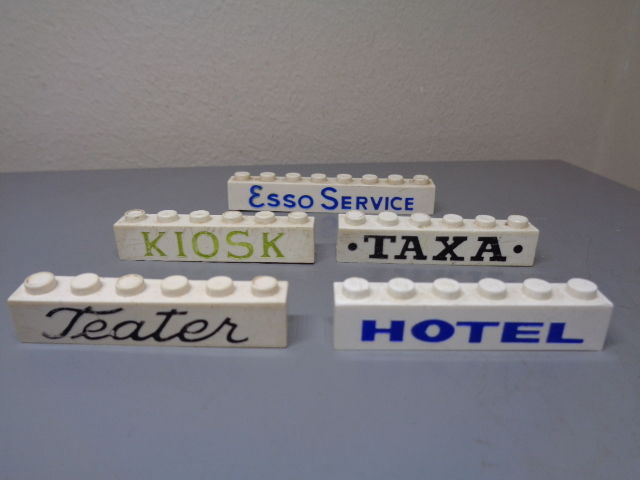 Esso Service
KIOSK
• TAXA •
Teater
HOTEL